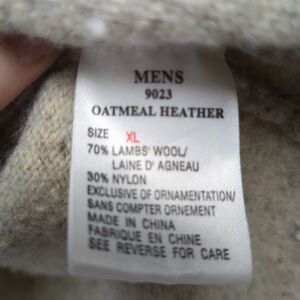 MENS
9023
OATMEAL HEATHER
SIZE XL
70% LAMBS' WOOL/
LAINE D' AGNEAU
30% NYLON
EXCLUSIVE OF ORNAMENTATION/
SANS COMPTER ORNEMENT
MADE IN CHINA
FABRIQUE EN CHINE
SEE REVERSE FOR CARE